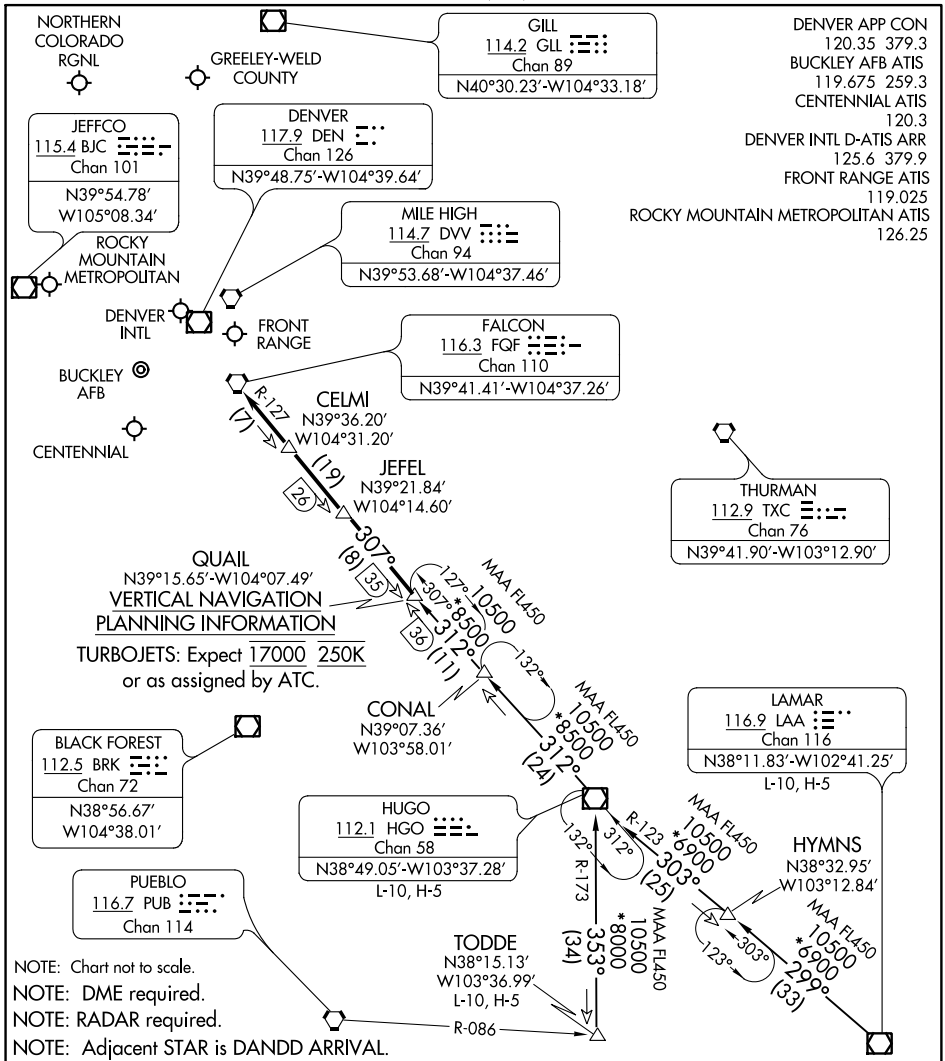 NORTHERN
COLORADO
RGNL
GREELEY-WELD
COUNTY
GILL
114.2 GLL
Chan 89
N40°30.23'-W104°33.18'
DENVER APP CON
120.35 379.3
BUCKLEY AFB ATIS
119.675 259.3
CENTENNIAL ATIS
120.3
DENVER INTL D-ATIS ARR
125.6 379.9
FRONT RANGE ATIS
119.025
ROCKY MOUNTAIN METROPOLITAN ATIS
126.25
JEFFCO
115.4 BJC
Chan 101
N39°54.78'
W105°08.34'
DENVER
117.9 DEN
Chan 126
N39°48.75'-W104°39.64'
MILE HIGH
114.7 DVV
Chan 94
N39°53.68'-W104°37.46'
ROCKY
MOUNTAIN
METROPOLITAN
DENVER
INTL
FRONT
RANGE
BUCKLEY
AFB
CENTENNIAL
FALCON
116.3 FQF
Chan 110
N39°41.41'-W104°37.26'
R-127
(7)
CELMI
N39°36.20'
W104°31.20'
(19)
26
JEFEL
N39°21.84'
W104°14.60'
THURMAN
112.9 TXC
Chan 76
N39°41.90'-W103°12.90'
307°
(8)
35
QUAIL
N39°15.65'-W104°07.49'
VERTICAL NAVIGATION
PLANNING INFORMATION
TURBOJETS: Expect 17000 250K
or as assigned by ATC.
127°
307°
MAA FL450
10500
*8500
312°
(11)
36
CONAL
N39°07.36'
W103°58.01'
132°
MAA FL450
10500
*8500
312°
(24)
BLACK FOREST
112.5 BRK
Chan 72
N38°56.67'
W104°38.01'
LAMAR
116.9 LAA
Chan 116
N38°11.83'-W102°41.25'
L-10, H-5
HUGO
112.1 HGO
Chan 58
N38°49.05'-W103°37.28'
L-10, H-5
132°
312°
R-123
MAA FL450
10500
*6900
303°
(25)
HYMNS
N38°32.95'
W103°12.84'
303°
123°
MAA FL450
10500
*6900
299°
(33)
PUEBLO
116.7 PUB
Chan 114
R-173
MAA FL450
10500
*8000
353°
(34)
TODDE
N38°15.13'
W103°36.99'
L-10, H-5
R-086
NOTE: Chart not to scale.
NOTE: DME required.
NOTE: RADAR required.
NOTE: Adjacent STAR is DANDD ARRIVAL.